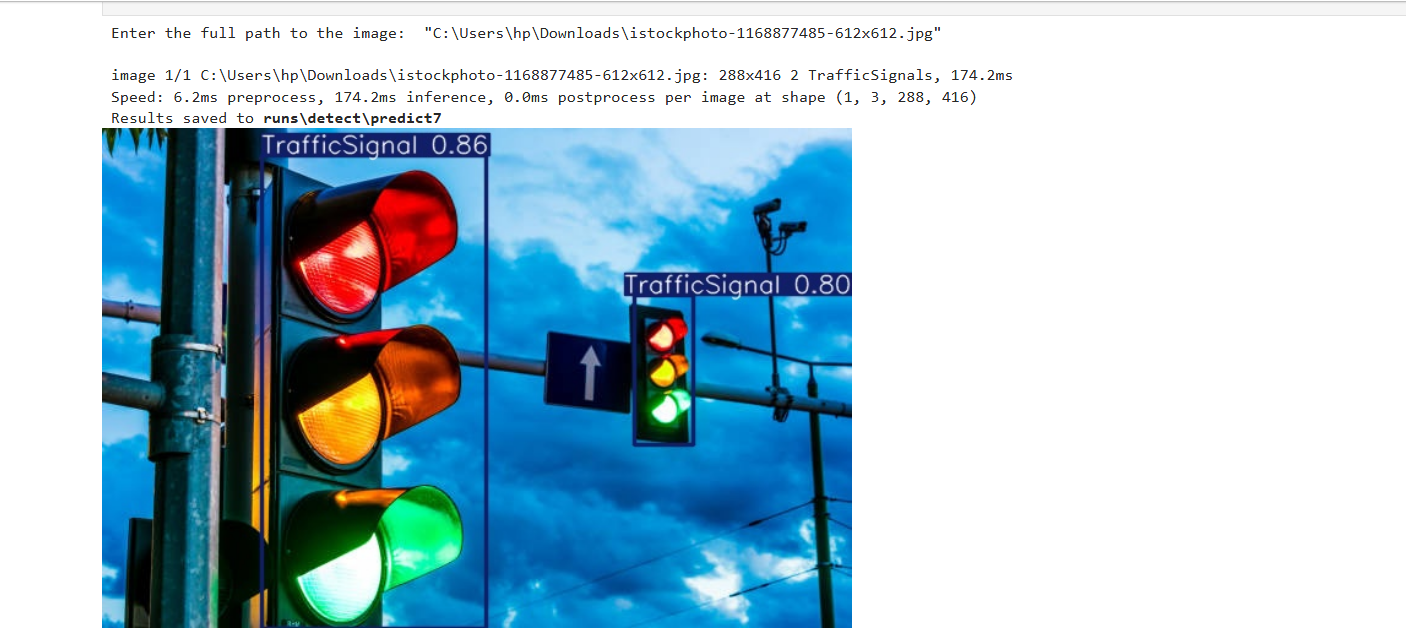 Enter the full path to the image:  "C:\Users\hp\Downloads\istockphoto-1168877485-612x612.jpg"
image 1/1 C:\Users\hp\Downloads\istockphoto-1168877485-612x612.jpg: 288x416 2 TrafficSignals, 174.2ms
Speed: 6.2ms preprocess, 174.2ms inference, 0.0ms postprocess per image at shape (1, 3, 288, 416)
Results saved to runs\detect\predict7
TrafficSignal 0.86
TrafficSignal 0.80